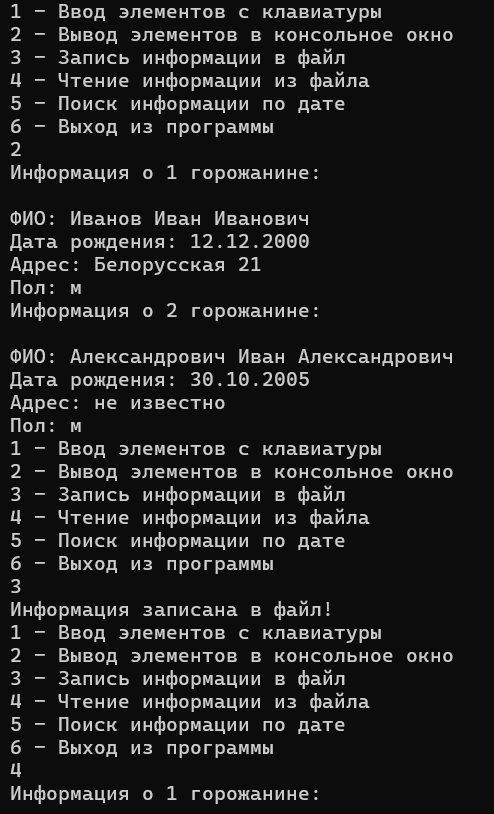 1 – Ввод элементов с клавиатуры
2 – Вывод элементов в консольное окно
3 – Запись информации в файл
4 – Чтение информации из файла
5 – Поиск информации по дате
6 – Выход из программы
2
Информация о 1 горожанине:
ФИО: Иванов Иван Иванович
Дата рождения: 12.12.2000
Адрес: Белорусская 21
Пол: м
Информация о 2 горожанине:
ФИО: Александрович Иван Александрович
Дата рождения: 30.10.2005
Адрес: не известно
Пол: м
1 – Ввод элементов с клавиатуры
2 – Вывод элементов в консольное окно
3 – Запись информации в файл
4 – Чтение информации из файла
5 – Поиск информации по дате
6 – Выход из программы
3
Информация записана в файл!
1 – Ввод элементов с клавиатуры
2 – Вывод элементов в консольное окно
3 – Запись информации в файл
4 – Чтение информации из файла
5 – Поиск информации по дате
6 – Выход из программы
4
Информация о 1 горожанине: